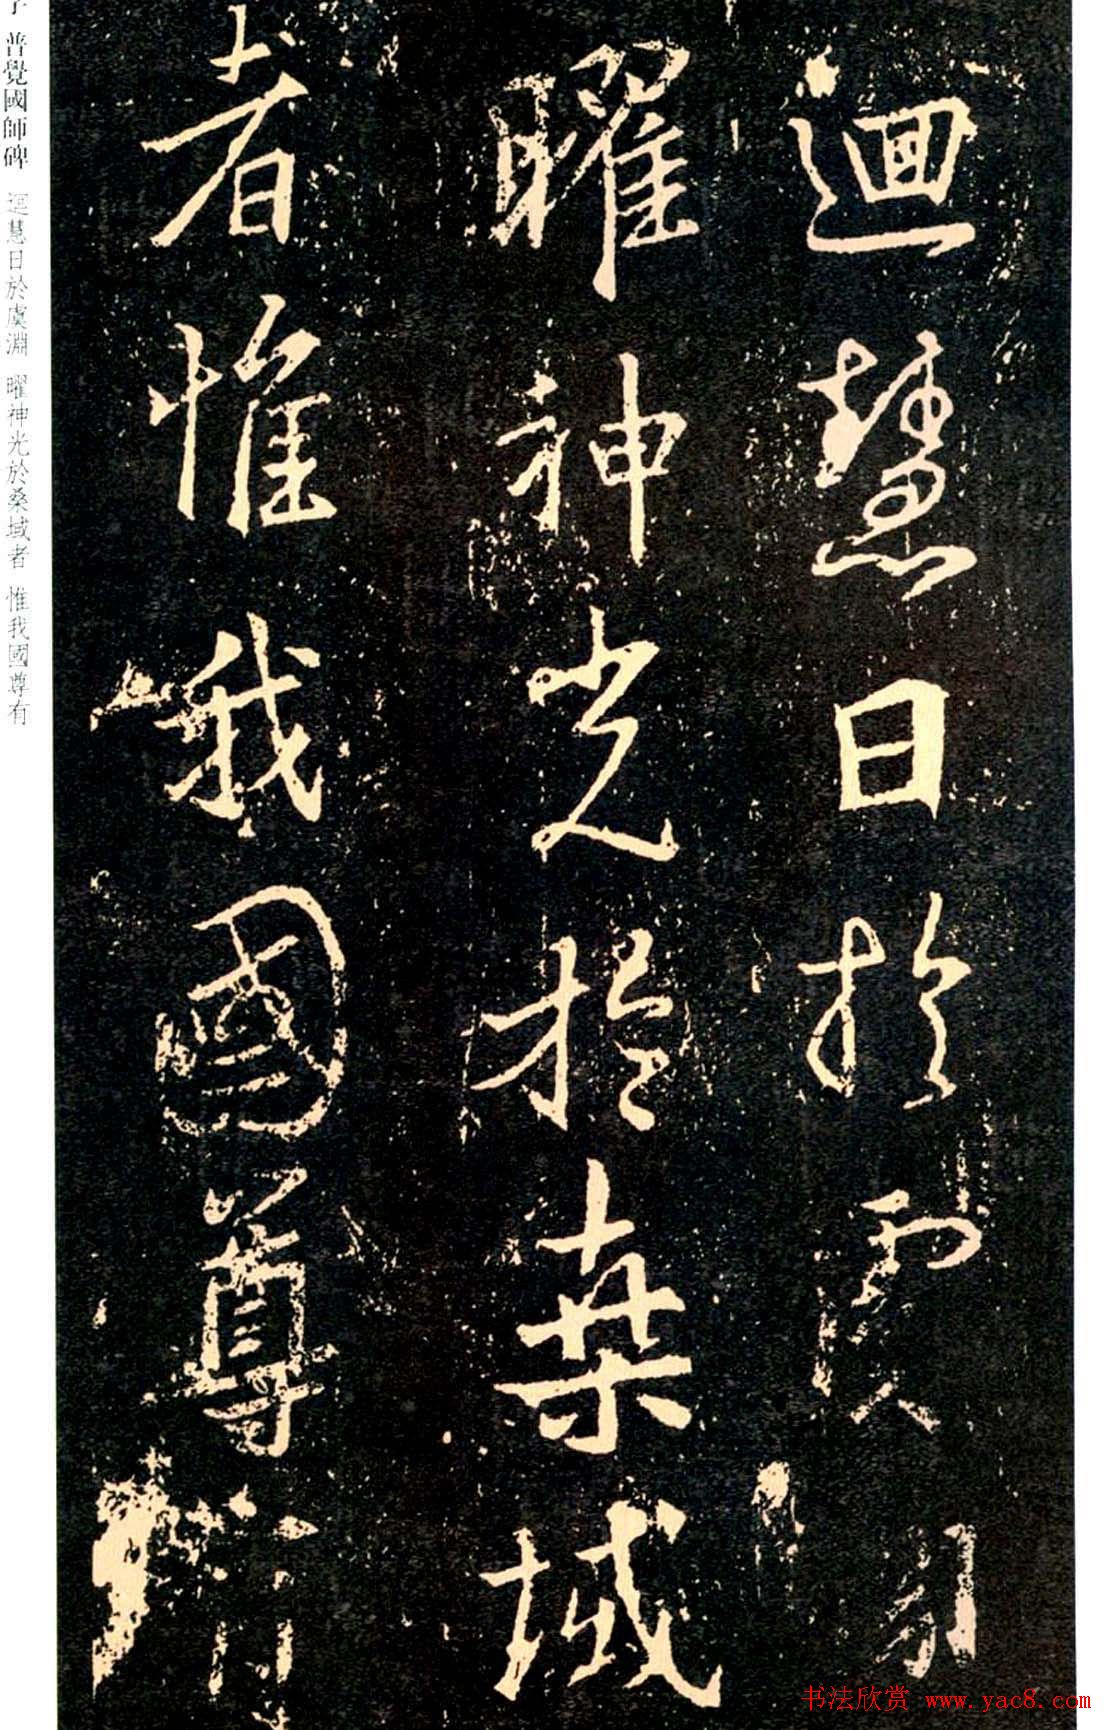 迴慧日於虞淵
曜神光於桑域
者惟我國尊有
普覺國師碑 迴慧日於虞淵 曜神光於桑域者 惟我國尊有
书法欣赏 www.yac8.com